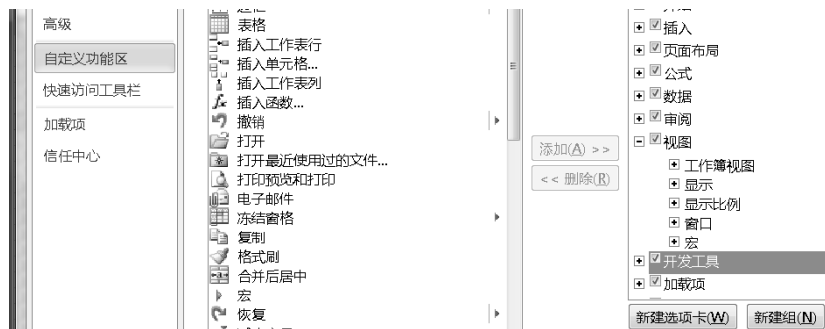 高级
自定义功能区
快速访问工具栏
加载项
信任中心
表格
插入工作表行
插入单元格...
插入工作表列
插入函数...
撤销
打开
打开最近使用过的文件...
打印预览和打印
电子邮件
冻结窗格
复制
格式刷
合并后居中
宏
恢复
添加(A) >>
<< 删除(R)
插入
页面布局
公式
数据
审阅
视图
工作簿视图
显示
显示比例
窗口
宏
开发工具
加载项
新建选项卡(W) 新建组(N)